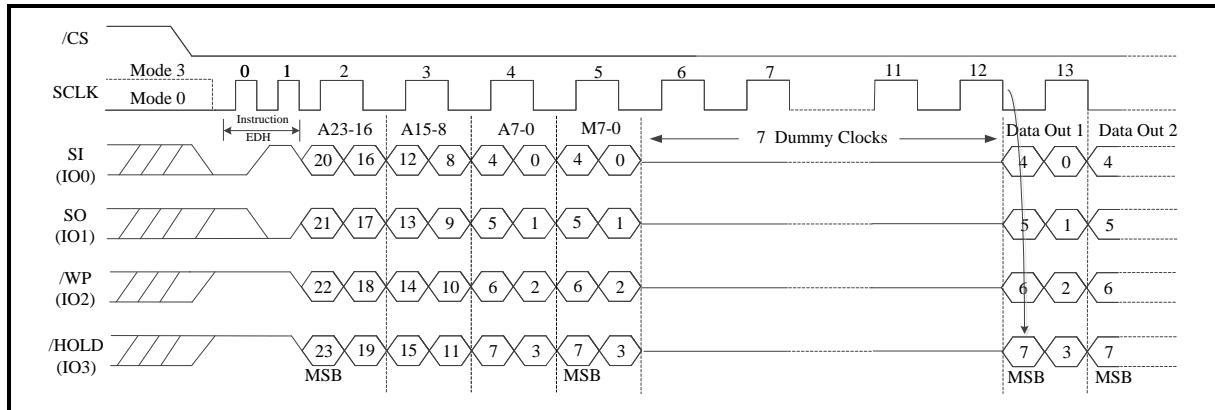 /CS
Mode 3 0 1 2 3 4 5 6 7 11 12 13
SCLK Mode 0
Instruction
EDH
A23-16 A15-8 A7-0 M7-0 7 Dummy Clocks Data Out 1 Data Out 2
SI 20 16 12 8 4 0 4 0 4 0 4
(IO0)
SO 21 17 13 9 5 1 5 1 5 1 5
(IO1)
/WP 22 18 14 10 6 2 6 2 6 2 6
(IO2)
/HOLD 23 19 15 11 7 3 7 3 7 3 7
(IO3)
MSB MSB MSB MSB